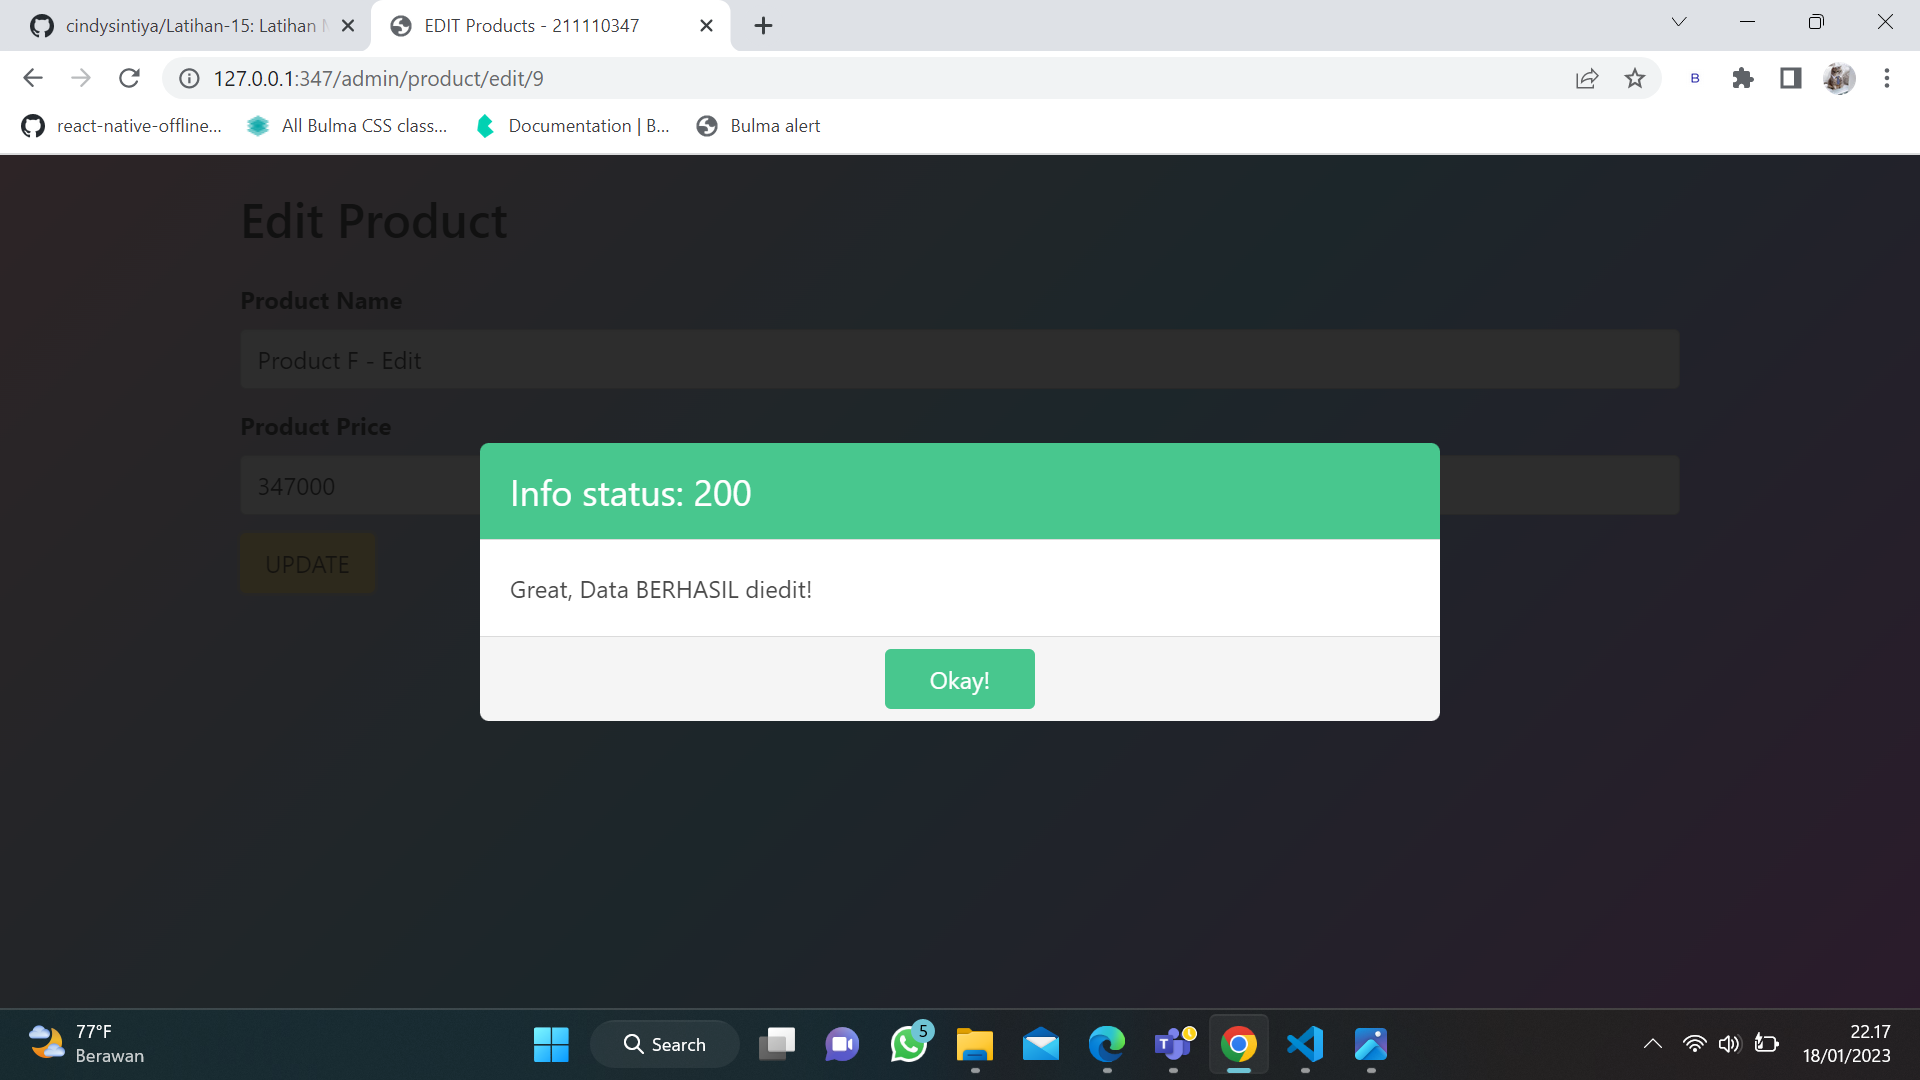 cindysintiya/Latihan-15: Latihan
EDIT Products - 211110347
127.0.0.1:347/admin/product/edit/9
B
react-native-offline...
All Bulma CSS class...
Documentation | B...
Bulma alert
Edit Product
Product Name
Product F - Edit
Product Price
347000
UPDATE
Info status: 200
Great, Data BERHASIL diedit!
Okay!
77°F
Berawan
Search
5
T
22.17
18/01/2023